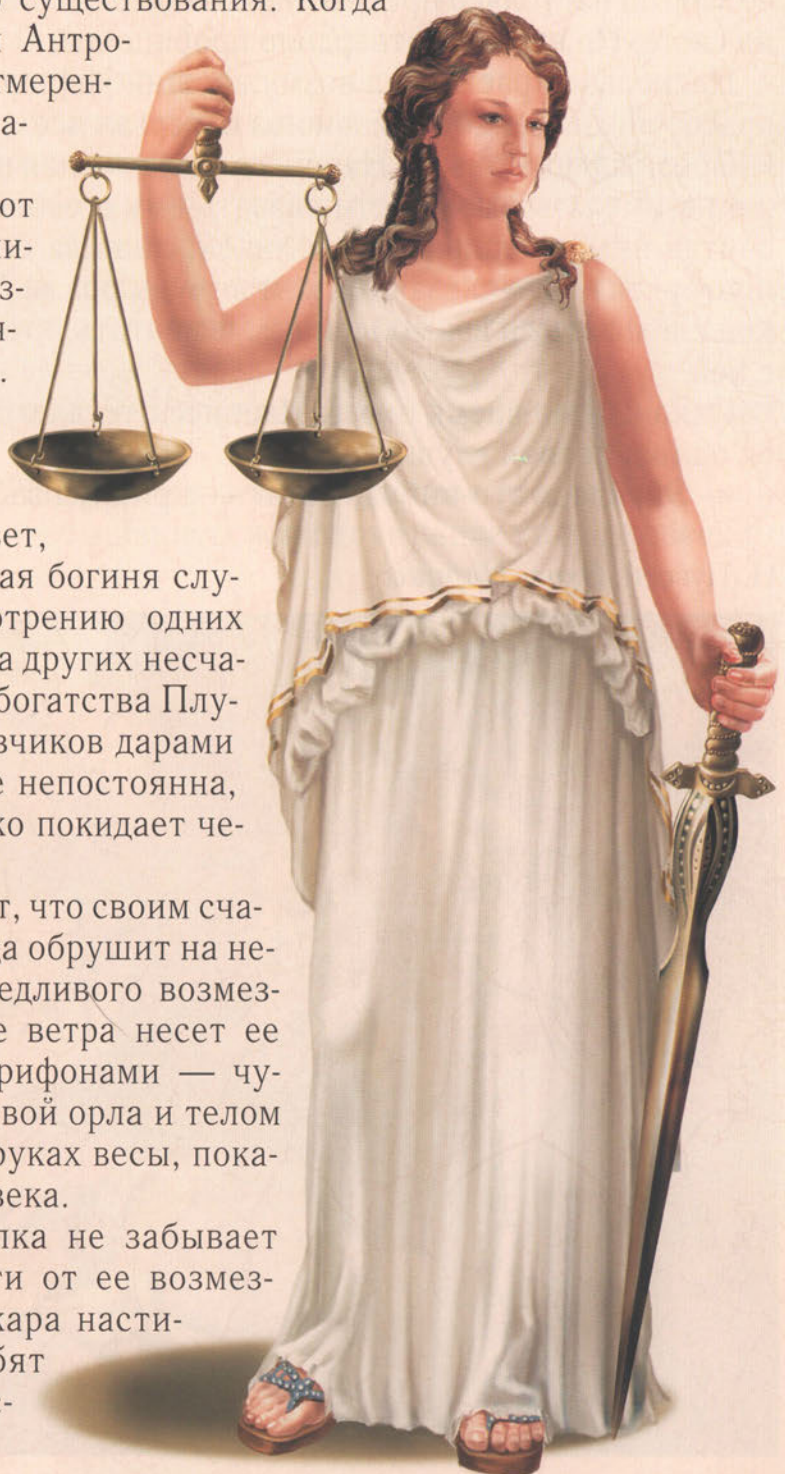 существования. Когда
Антро-
тмерен-
а-
от
ни-
з-
.
ет,
ая богиня слу-
отрению одних
а других несча-
богатства Плу-
вчиков дарами
е непостоянна,
ко покидает че-
т, что своим сча-
да обрушит на не-
едливого возмез-
е ветра несет ее
рифонами — чу-
вой орла и телом
руках весы, пока-
века.
лка не забывает
ти от ее возмез-
кара насти-
бят